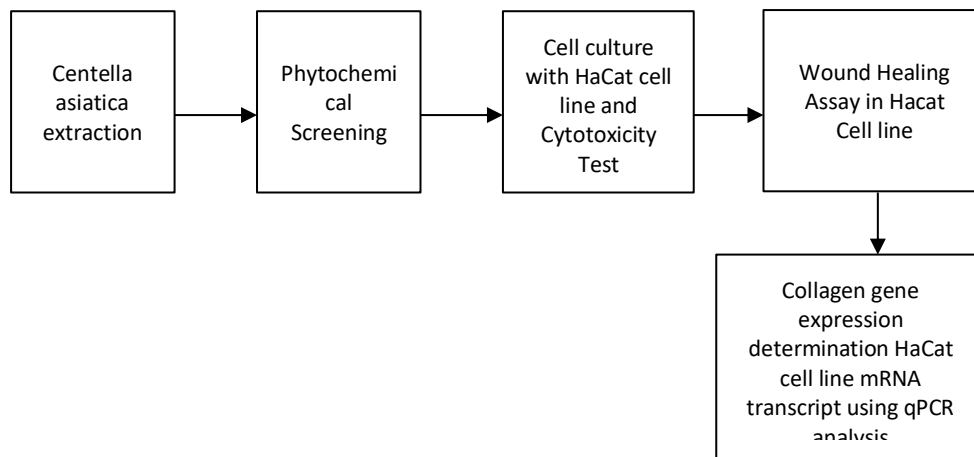 Centella
asiatica
extraction
Phytochemi
cal
Screening
Cell culture
with HaCat cell
line and
Cytotoxicity
Test
Wound Healing
Assay in Hacat
Cell line
Collagen gene
expression
determination HaCat
cell line mRNA
transcript using qPCR
analysis